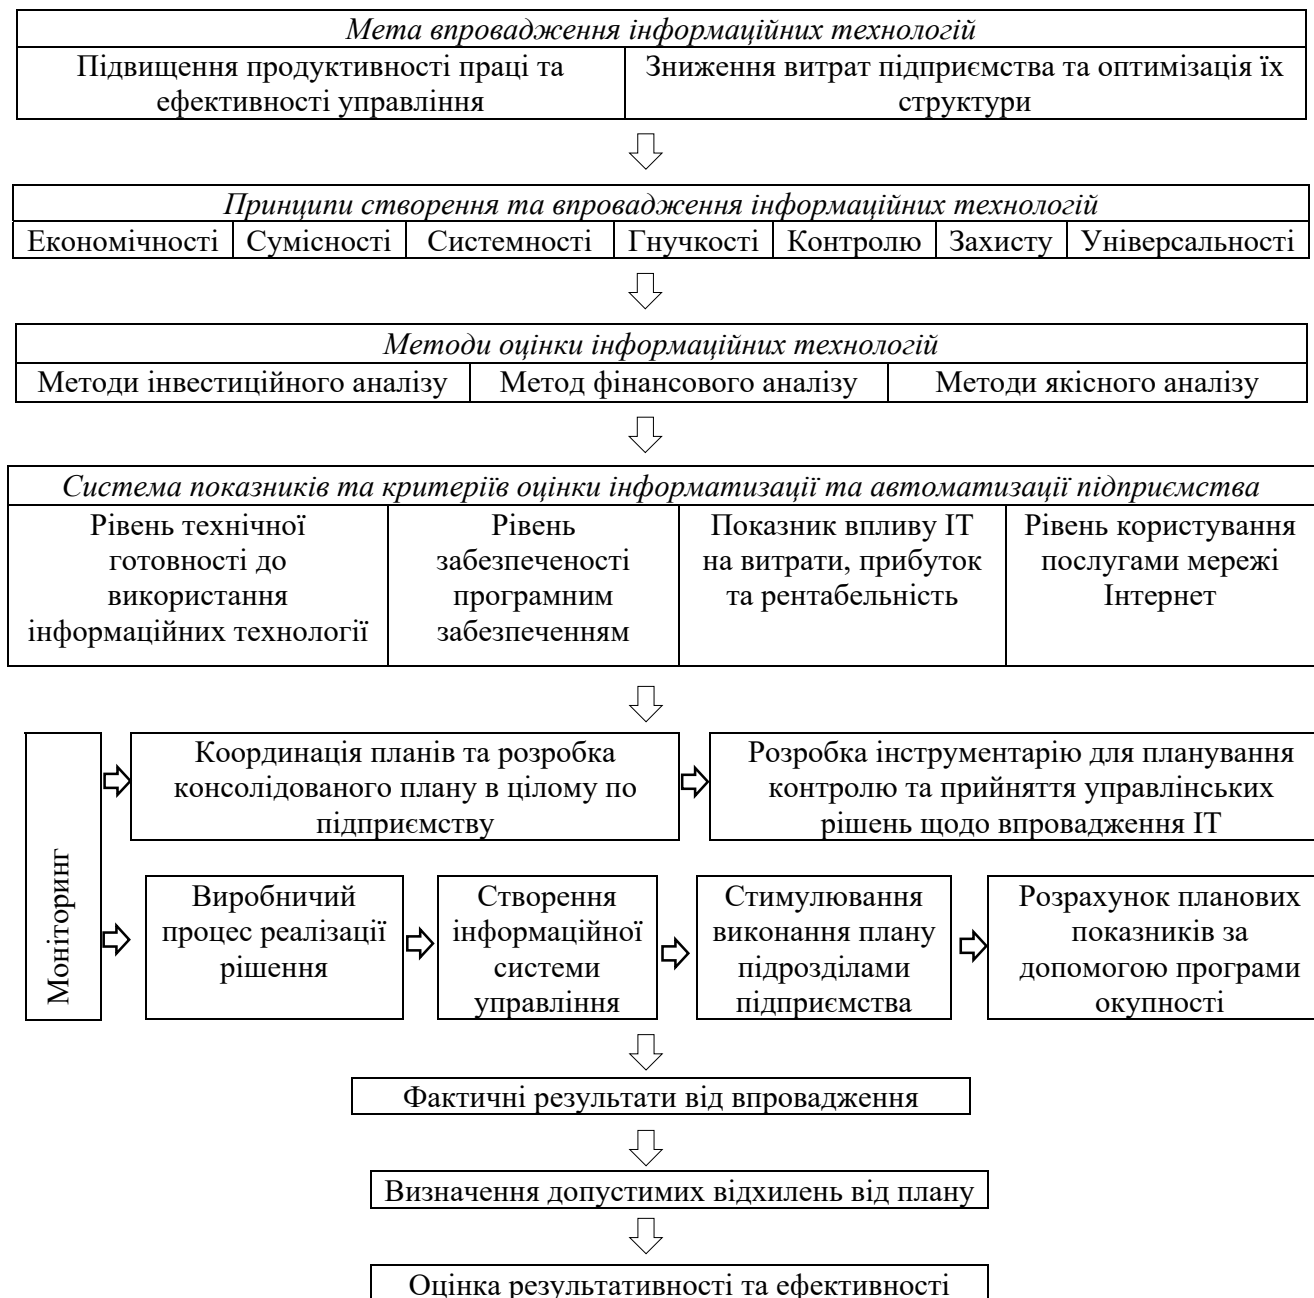 Мета впровадження інформаційних технологій
Підвищення продуктивності праці та
ефективності управління
Зниження витрат підприємства та оптимізація їх
структури
Принципи створення та впровадження інформаційних технологій
Економічності
Сумісності
Системності
Гнучкості
Контролю
Захисту
Універсальності
Методи оцінки інформаційних технологій
Методи інвестиційного аналізу
Метод фінансового аналізу
Методи якісного аналізу
Система показників та критеріїв оцінки інформатизації та автоматизації підприємства
Рівень технічної
готовності до
використання
інформаційних технології
Рівень
забезпеченості
програмним
забезпеченням
Показник впливу ІТ
на витрати, прибуток
та рентабельність
Рівень користування
послугами мережі
Інтернет
Моніторинг
Координація планів та розробка
консолідованого плану в цілому по
підприємству
Розробка інструментарію для планування
контролю та прийняття управлінських
рішень щодо впровадження ІТ
Виробничий
процес реалізації
рішення
Створення
інформаційної
системи
управління
Стимулювання
виконання плану
підрозділами
підприємства
Розрахунок планових
показників за
допомогою програми
окупності
Фактичні результати від впровадження
Визначення допустимих відхилень від плану
Оцінка результативності та ефективності